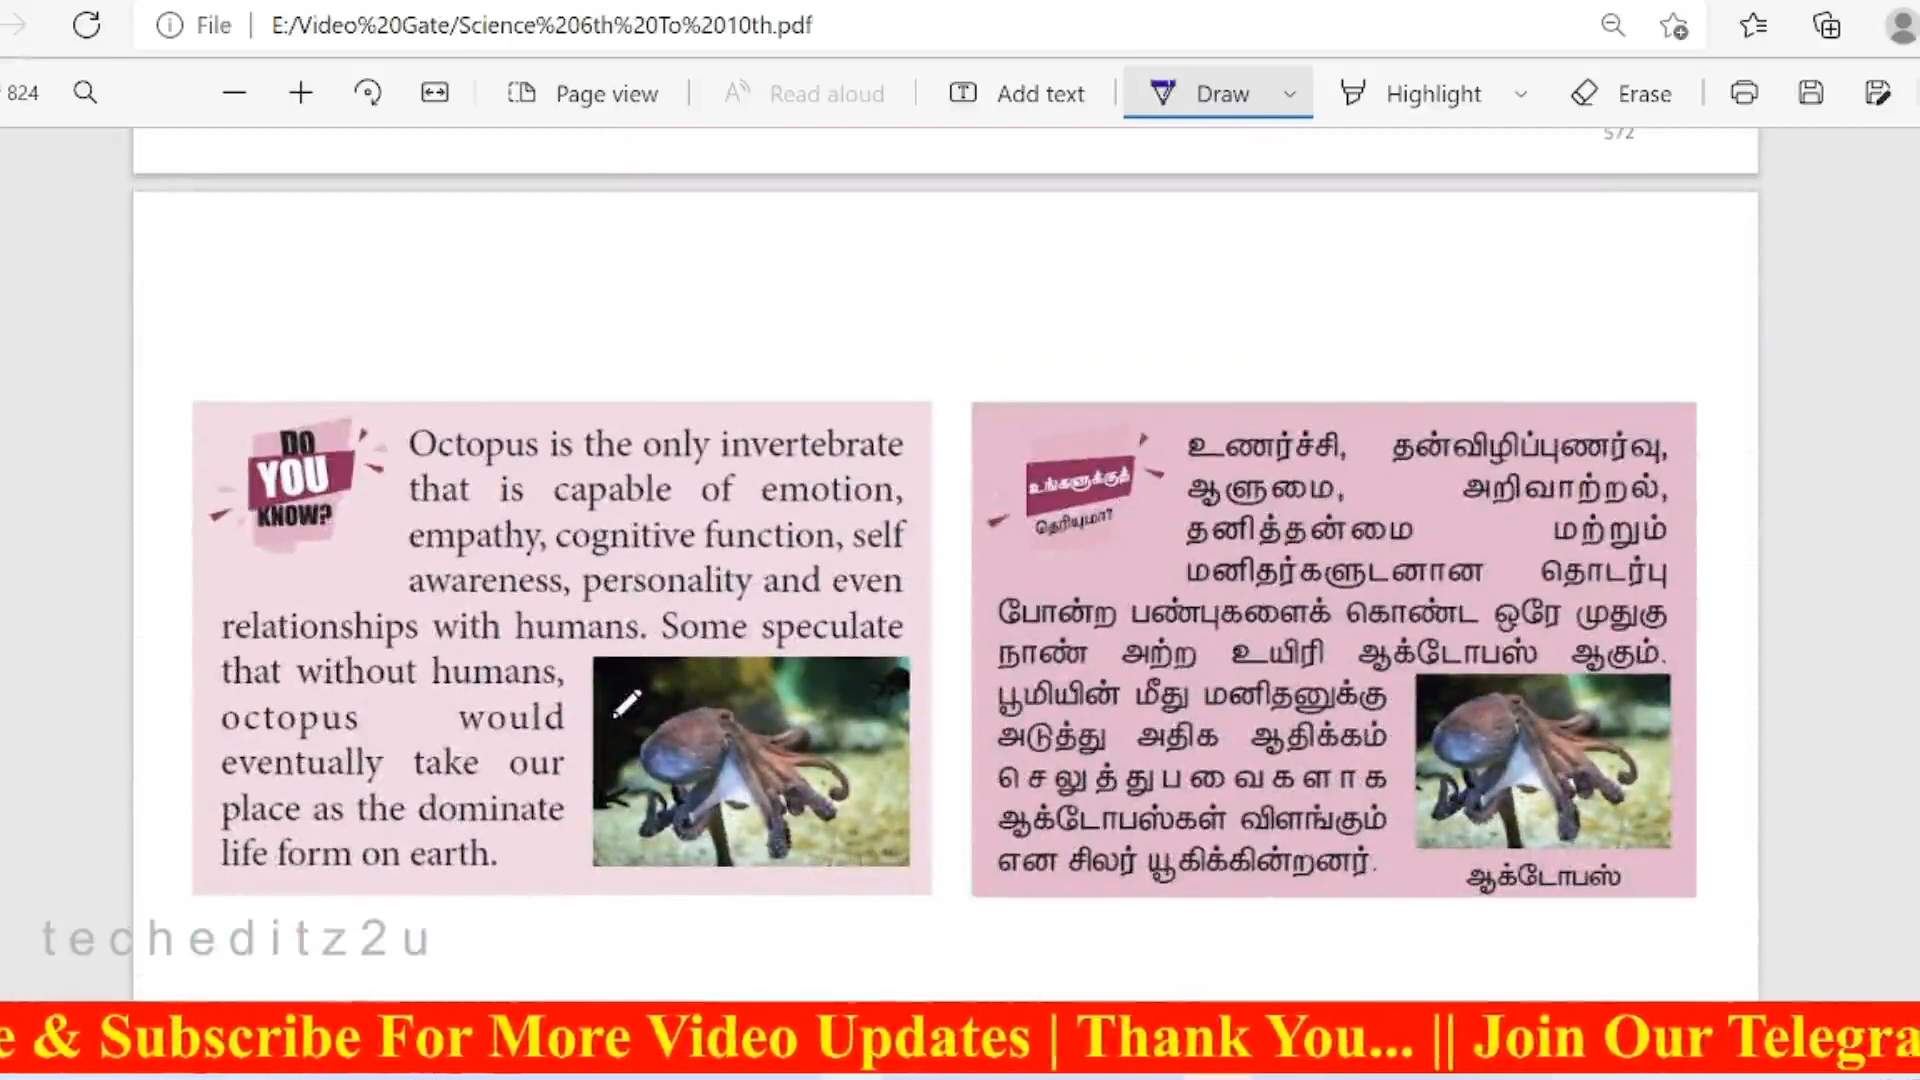 File | E:/Video%20Gate/Science%206th%20To%2010th.pdf
824 Page view Read aloud Add text Draw Highlight Erase
572
DO
YOU
KNOW?
Octopus is the only invertebrate
that is capable of emotion,
empathy, cognitive function, self
awareness, personality and even
relationships with humans. Some speculate
that without humans,
octopus would
eventually take our
place as the dominate
life form on earth.
உங்களுக்குத்
தெரியுமா?
உணர்ச்சி, தன்விழிப்புணர்வு,
ஆளுமை, அறிவாற்றல்,
தனித்தன்மை மற்றும்
மனிதர்களுடனான தொடர்பு
போன்ற பண்புகளைக் கொண்ட ஒரே முதுகு
நாண் அற்ற உயிரி ஆக்டோபஸ் ஆகும்.
பூமியின் மீது மனிதனுக்கு
அடுத்து அதிக ஆதிக்கம்
செலுத்துபவைகளாக
ஆக்டோபஸ்கள் விளங்கும்
என சிலர் யூகிக்கின்றனர்.
ஆக்டோபஸ்
techeditz2u
e & Subscribe For More Video Updates | Thank You... || Join Our Telegra